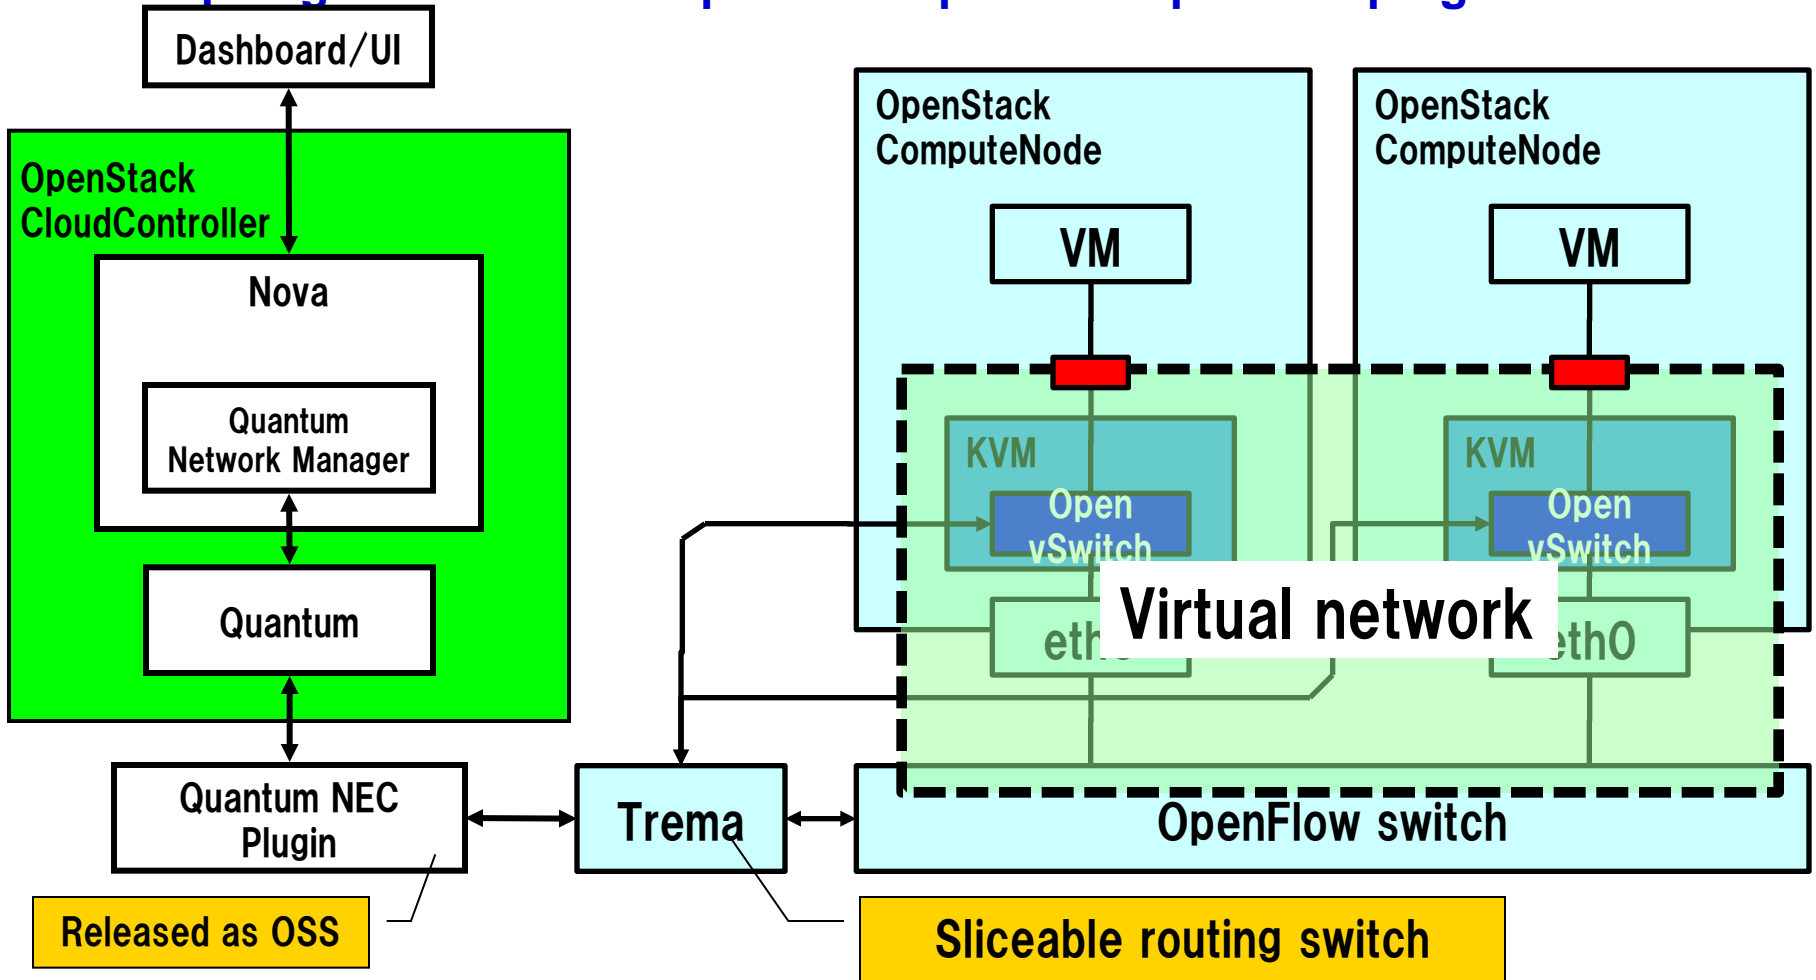 Dashboard/UI
OpenStack
CloudController
Nova
Quantum
Network Manager
Quantum
Quantum NEC
Plugin
Released as OSS
Trema
Sliceable routing switch
OpenStack
ComputeNode
VM
KVM
Open
vSwitch
OpenStack
ComputeNode
VM
KVM
Open
vSwitch
Virtual network
eth0
OpenFlow switch